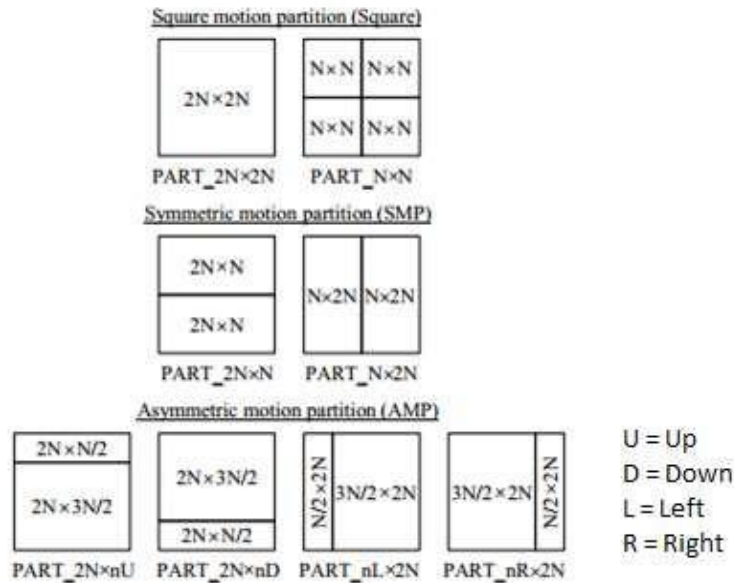 Square motion partition (Square)
2N×2N
N×N N×N
N×N N×N
PART_2N×2N PART_N×N
Symmetric motion partition (SMP)
2N×N
2N×N
N×2N N×2N
PART_2N×N PART_N×2N
Asymmetric motion partition (AMP)
2N×N/2
2N×3N/2
2N×3N/2
2N×N/2
N/2×2N 3N/2×2N
3N/2×2N N/2×2N
PART_2N×nU PART_2N×nD PART_nL×2N PART_nR×2N
U = Up
D = Down
L = Left
R = Right